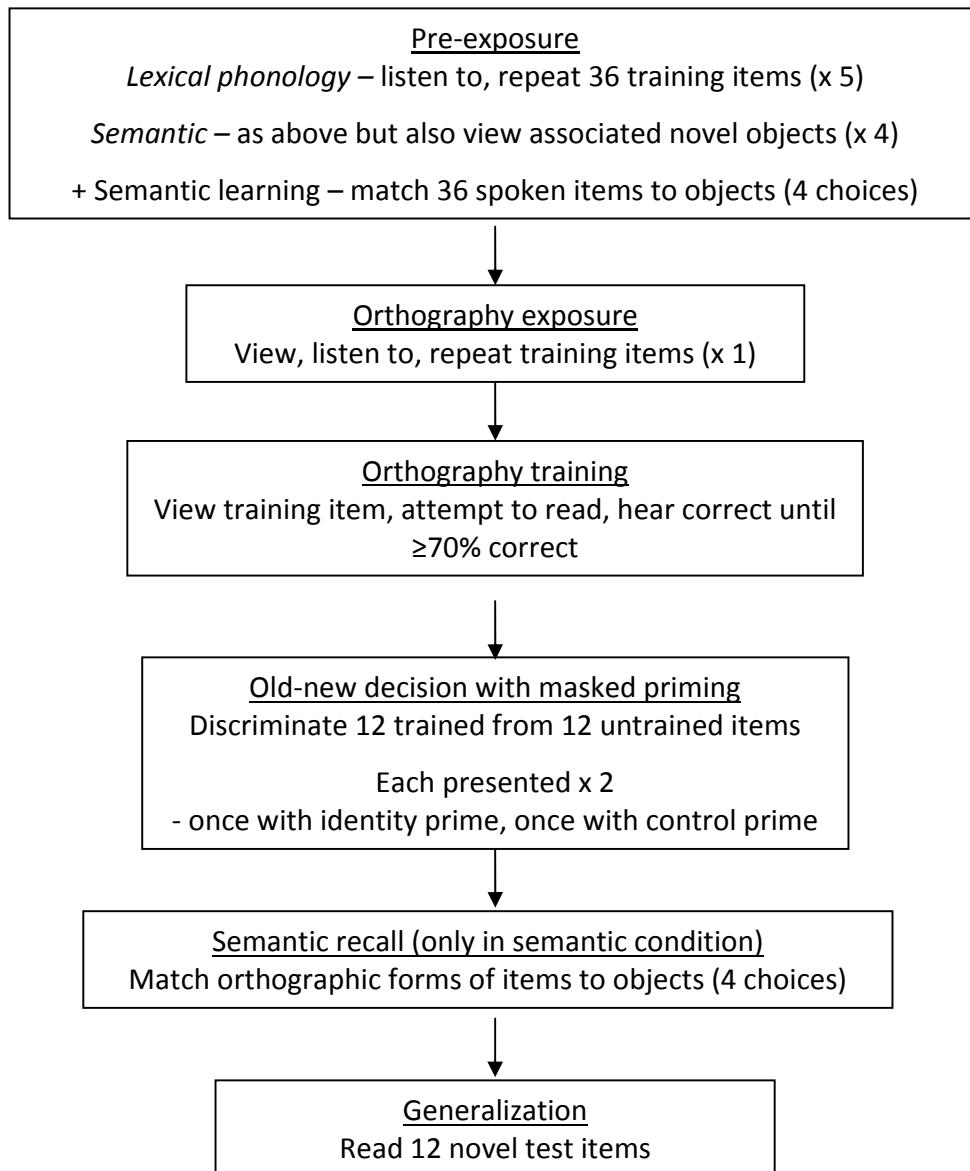 Pre-exposure
Lexical phonology – listen to, repeat 36 training items (x 5)
Semantic – as above but also view associated novel objects (x 4)
+ Semantic learning – match 36 spoken items to objects (4 choices)
Orthography exposure
View, listen to, repeat training items (x 1)
Orthography training
View training item, attempt to read, hear correct until
≥70% correct
Old-new decision with masked priming
Discriminate 12 trained from 12 untrained items
Each presented x 2
- once with identity prime, once with control prime
Semantic recall (only in semantic condition)
Match orthographic forms of items to objects (4 choices)
Generalization
Read 12 novel test items